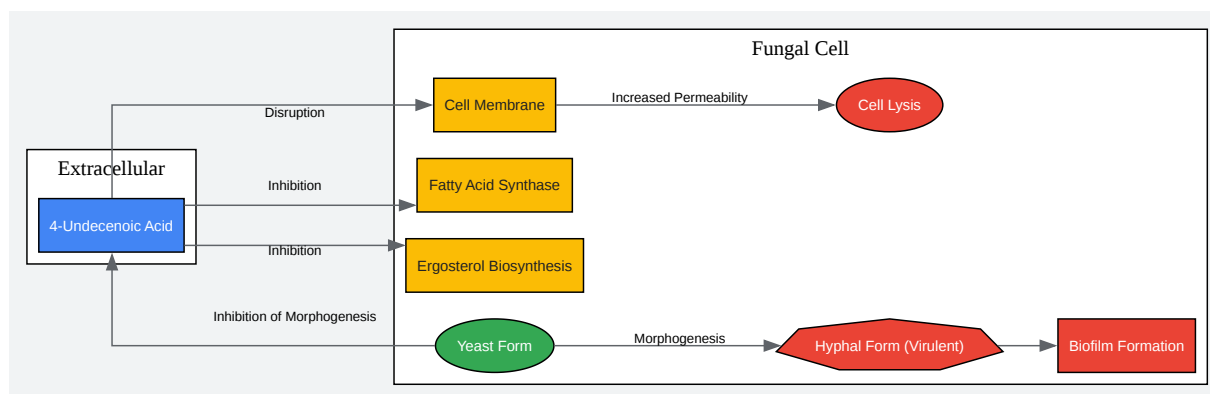 Fungal Cell
Cell Membrane
Increased Permeability
Cell Lysis
Disruption
Extracellular
Fatty Acid Synthase
Inhibition
4-Undecenoic Acid
Inhibition
Ergosterol Biosynthesis
Inhibition of Morphogenesis
Yeast Form
Morphogenesis
Hyphal Form (Virulent)
Biofilm Formation